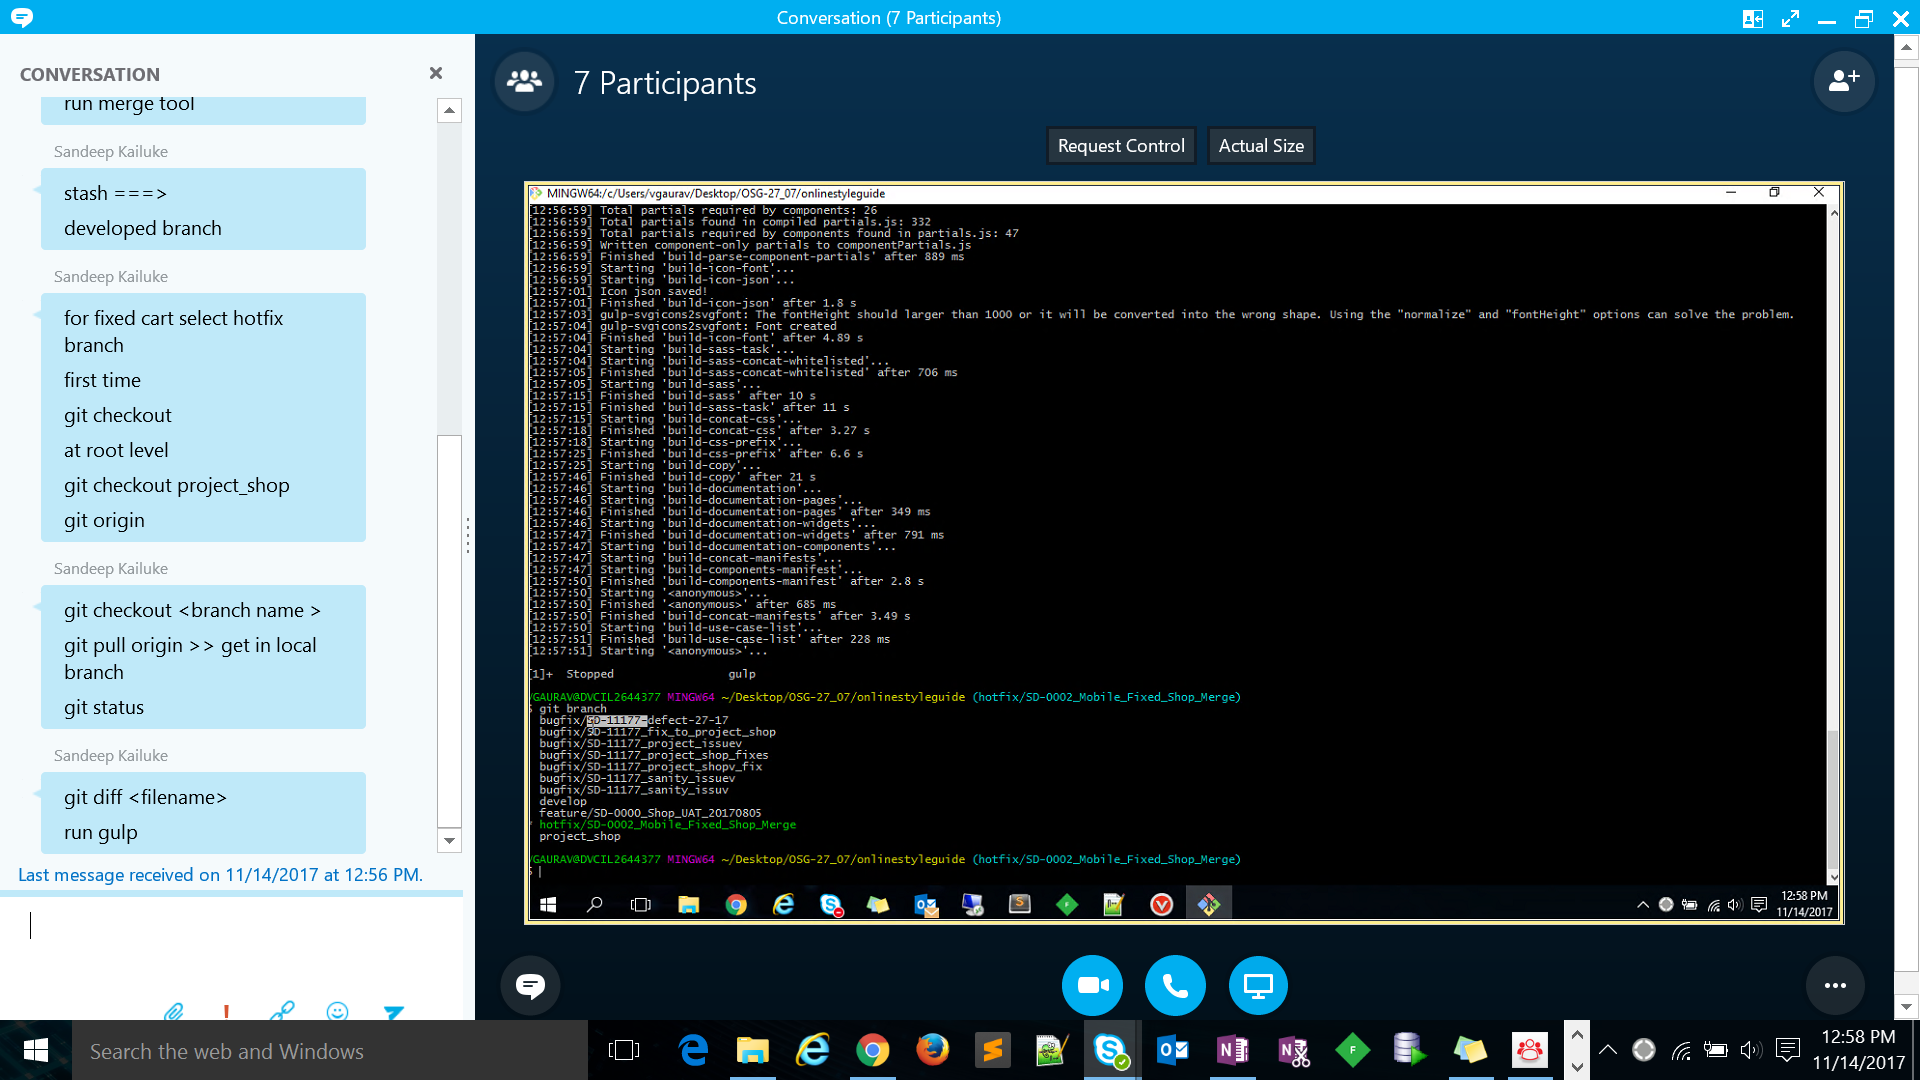 Conversation (7 Participants)
CONVERSATION
run merge tool
Sandeep Kailuke
stash ===>
developed branch
Sandeep Kailuke
for fixed cart select hotfix
branch
first time
git checkout
at root level
git checkout project_shop
git origin
Sandeep Kailuke
git checkout <branch name >
git pull origin >> get in local
branch
git status
Sandeep Kailuke
git diff <filename>
run gulp
Last message received on 11/14/2017 at 12:56 PM.
7 Participants
Request Control
Actual Size
MINGW64:/c/Users/vgaurav/Desktop/OSG-27_07/onlinestyleguide
[12:56:59] Total partials required by components: 26
[12:56:59] Total partials found in compiled partials.js: 332
[12:56:59] Total partials required by components found in partials.js: 47
[12:56:59] Written component-only partials to componentPartials.js
[12:56:59] Finished 'build-parse-component-partials' after 889 ms
[12:56:59] Starting 'build-icon-font'...
[12:56:59] Starting 'build-icon-json'...
[12:57:01] Icon json saved!
[12:57:01] Finished 'build-icon-json' after 1.8 s
[12:57:03] gulp-svgicons2svgfont: The fontHeight should larger than 1000 or it will be converted into the wrong shape. Using the "normalize" and "fontHeight" options can solve the problem.
[12:57:04] gulp-svgicons2svgfont: Font created
[12:57:04] Finished 'build-icon-font' after 4.89 s
[12:57:04] Starting 'build-sass-task'...
[12:57:04] Starting 'build-sass-concat-whitelisted'...
[12:57:05] Finished 'build-sass-concat-whitelisted' after 706 ms
[12:57:05] Starting 'build-sass'...
[12:57:15] Finished 'build-sass' after 10 s
[12:57:15] Finished 'build-sass-task' after 11 s
[12:57:15] Starting 'build-concat-css'...
[12:57:18] Finished 'build-concat-css' after 3.27 s
[12:57:18] Starting 'build-css-prefix'...
[12:57:25] Finished 'build-css-prefix' after 6.6 s
[12:57:25] Starting 'build-copy'...
[12:57:46] Finished 'build-copy' after 21 s
[12:57:46] Starting 'build-documentation'...
[12:57:46] Starting 'build-documentation-pages'...
[12:57:46] Finished 'build-documentation-pages' after 349 ms
[12:57:46] Starting 'build-documentation-widgets'...
[12:57:47] Finished 'build-documentation-widgets' after 791 ms
[12:57:47] Starting 'build-documentation-components'...
[12:57:47] Starting 'build-concat-manifests'...
[12:57:47] Starting 'build-components-manifest'...
[12:57:50] Finished 'build-components-manifest' after 2.8 s
[12:57:50] Starting '<anonymous>'...
[12:57:50] Finished '<anonymous>' after 685 ms
[12:57:50] Finished 'build-concat-manifests' after 3.49 s
[12:57:50] Starting 'build-use-case-list'...
[12:57:51] Finished 'build-use-case-list' after 228 ms
[12:57:51] Starting '<anonymous>'...
[1]+ Stopped gulp
VGAURAV@DVCIL2644377 MINGW64 ~/Desktop/OSG-27_07/onlinestyleguide (hotfix/SD-0002_Mobile_Fixed_Shop_Merge)
$ git branch
bugfix/SD-11177-defect-27-17
bugfix/SD-11177_fix_to_project_shop
bugfix/SD-11177_project_issuev
bugfix/SD-11177_project_shop_fixes
bugfix/SD-11177_project_shopv_fix
bugfix/SD-11177_sanity_issuev
bugfix/SD-11177_sanity_issuv
develop
feature/SD-0000_Shop_UAT_20170805
* hotfix/SD-0002_Mobile_Fixed_Shop_Merge
project_shop
VGAURAV@DVCIL2644377 MINGW64 ~/Desktop/OSG-27_07/onlinestyleguide (hotfix/SD-0002_Mobile_Fixed_Shop_Merge)
$
12:58 PM
11/14/2017
Search the web and Windows
12:58 PM
11/14/2017